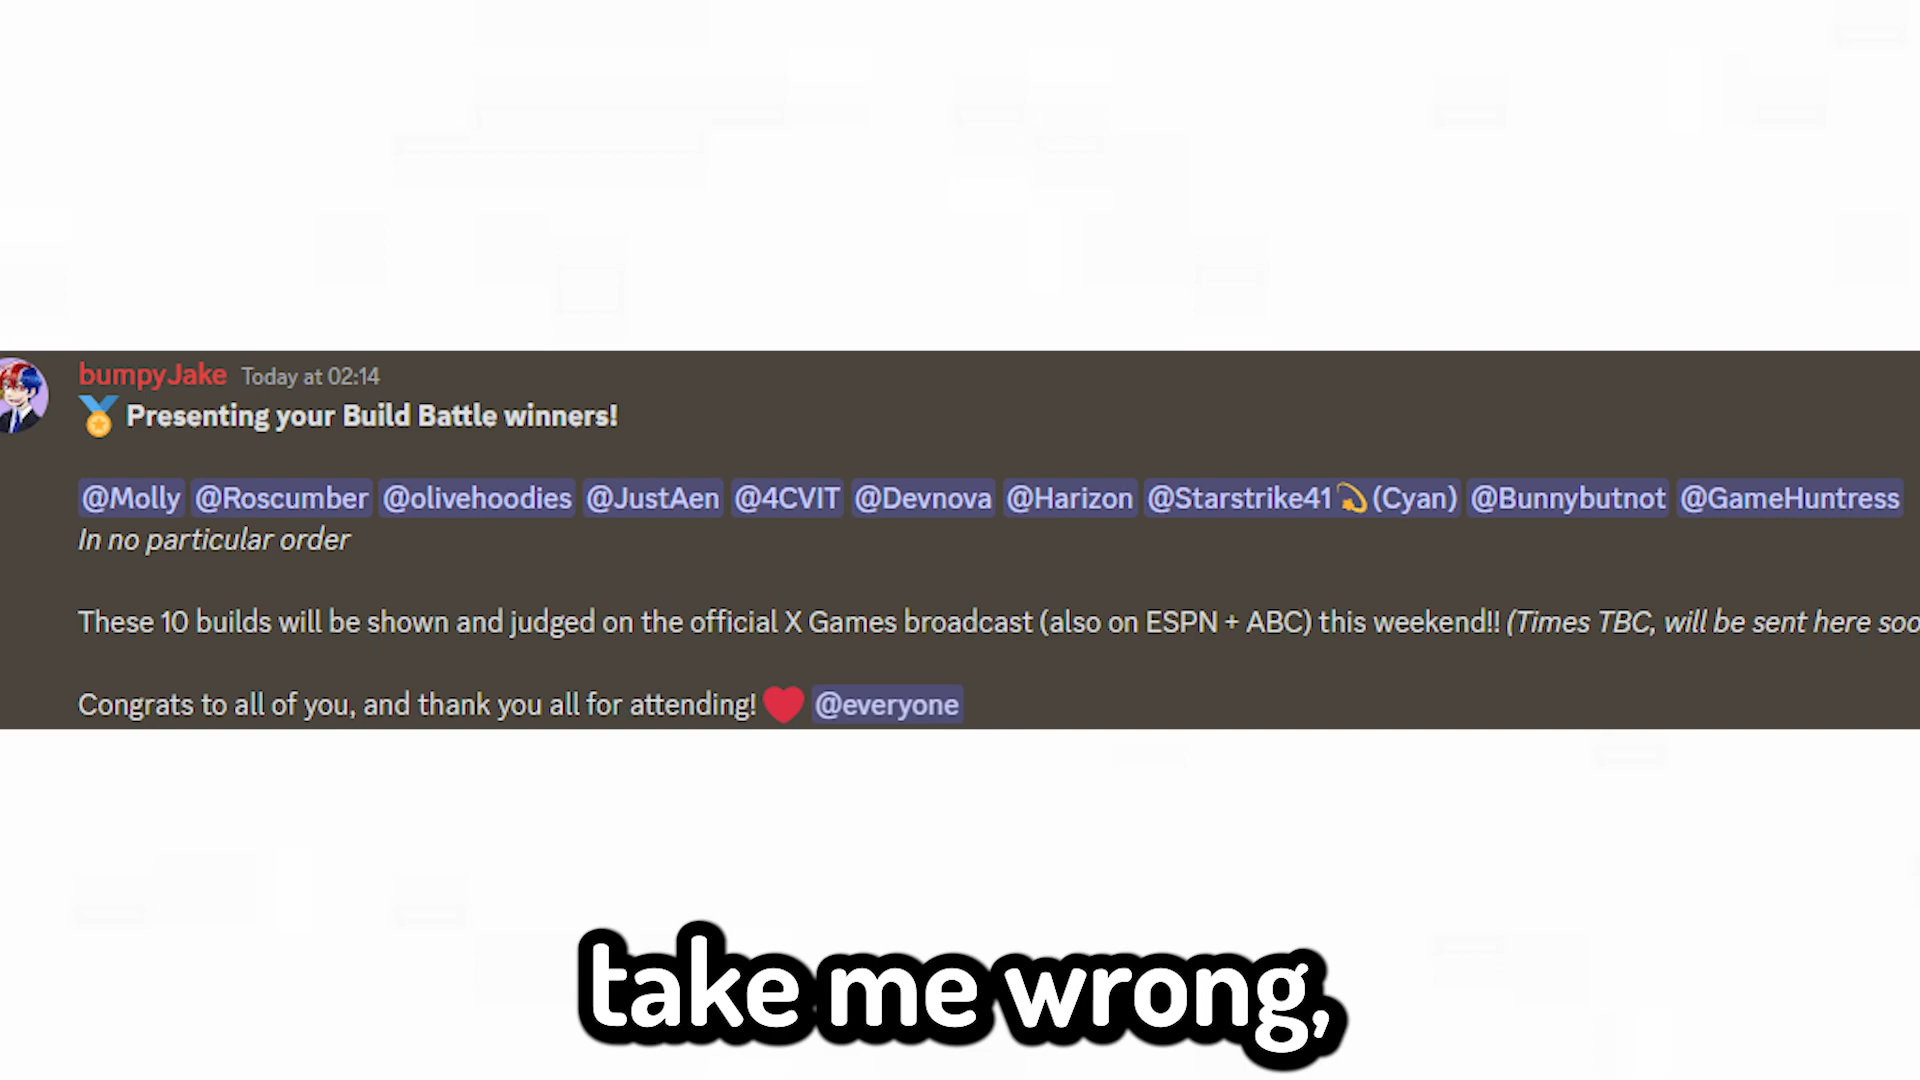 bumpyJake Today at 02:14
Presenting your Build Battle winners!
@Molly @Roscumber @olivehoodies @JustAen @4CVIT @Devnova @Harizon @Starstrike41💫(Cyan) @Bunnybutnot @GameHuntress
In no particular order
These 10 builds will be shown and judged on the official X Games broadcast (also on ESPN + ABC) this weekend!! (Times TBC, will be sent here soo
Congrats to all of you, and thank you all for attending! ❤ @everyone
take me wrong,